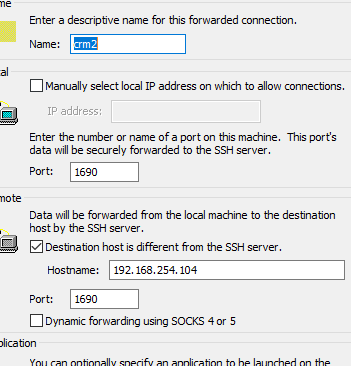 me
Enter a descriptive name for this forwarded connection.
Name: crm2
al
Manually select local IP address on which to allow connections.
IP address:
Enter the number or name of a port on this machine. This port's
data will be securely forwarded to the SSH server.
Port: 1690
mote
Data will be forwarded from the local machine to the destination
host by the SSH server.
Destination host is different from the SSH server.
Hostname: 192.168.254.104
Port: 1690
Dynamic forwarding using SOCKS 4 or 5
plication
You can optionally specify an application to be launched on the